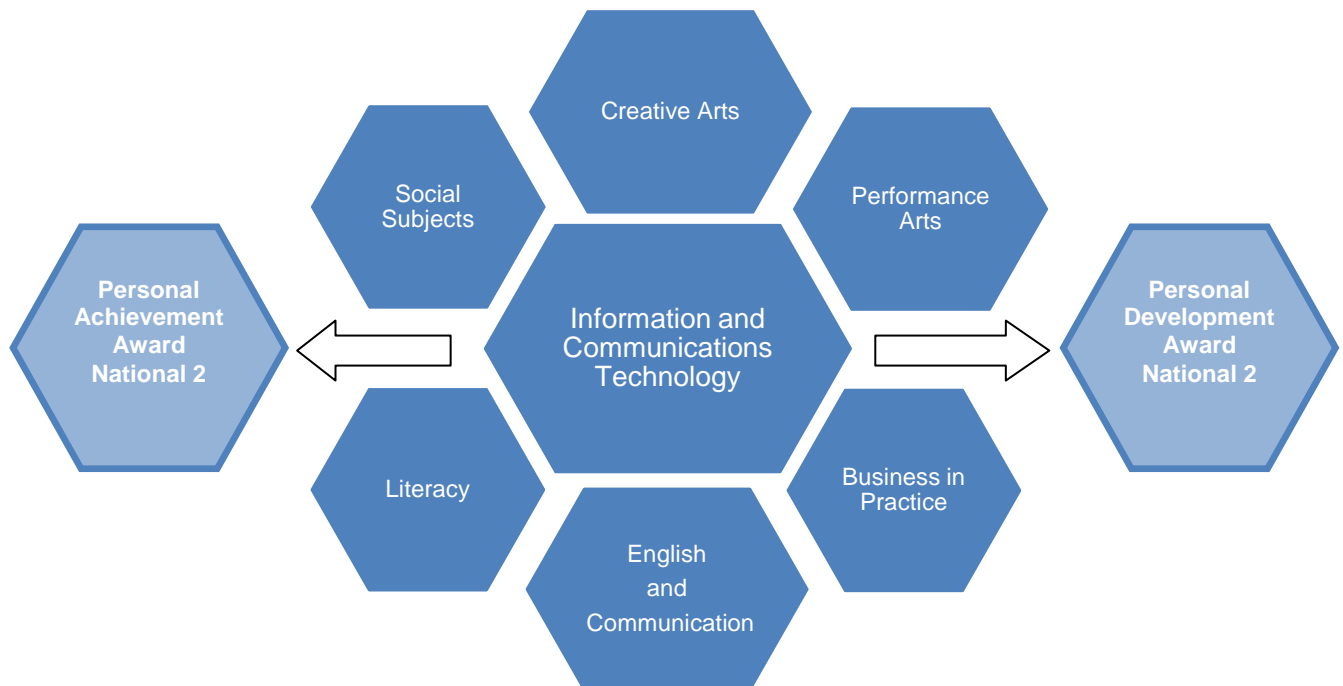 Creative Arts
Social
Subjects
Performance
Arts
Personal
Achievement
Award
National 2
Information and
Communications
Technology
Personal
Development
Award
National 2
Literacy
Business in
Practice
English
and
Communication